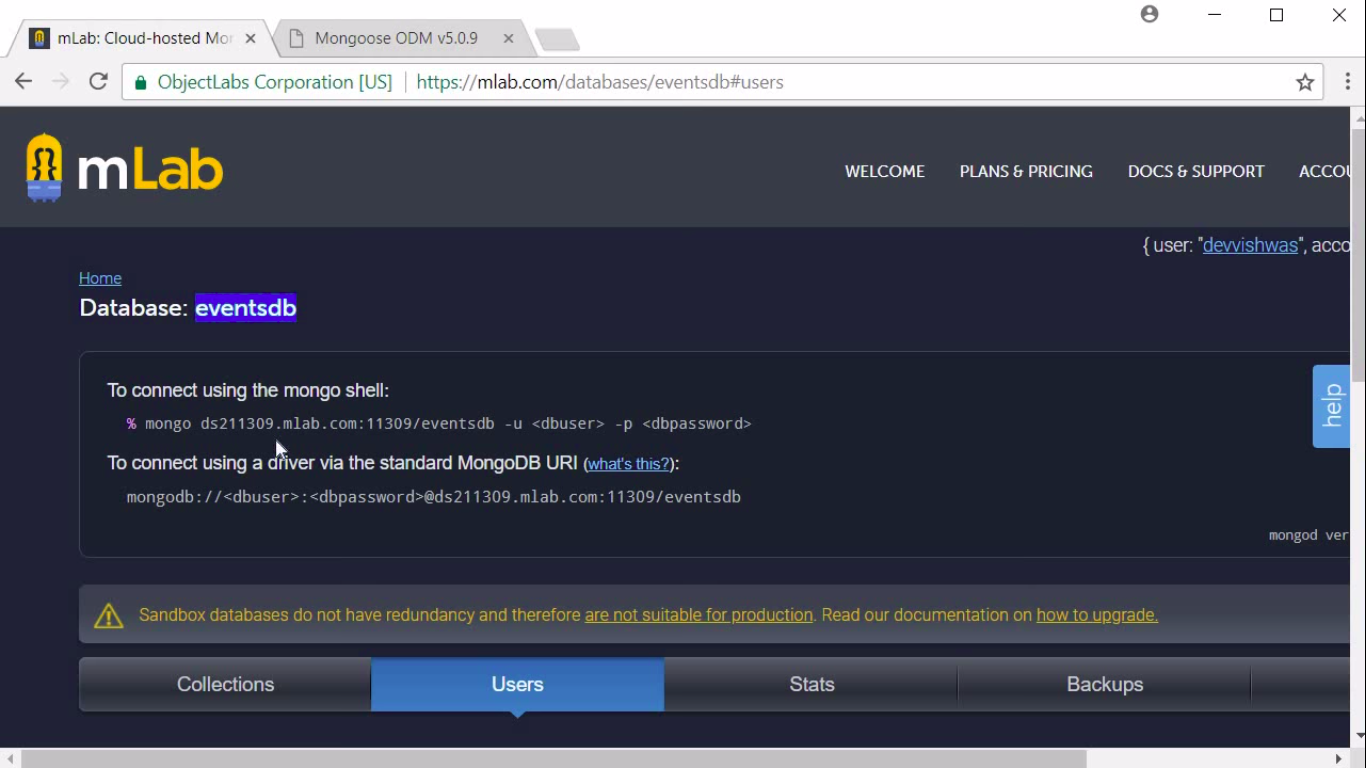 mLab: Cloud-hosted Mo
Mongoose ODM v5.0.9
ObjectLabs Corporation [US]
https://mlab.com/databases/eventsdb#users
mLab
WELCOME
PLANS & PRICING
DOCS & SUPPORT
ACCOU
{ user: "devvishwas", acco
Home
Database: eventsdb
To connect using the mongo shell:
% mongo ds211309.mlab.com:11309/eventsdb -u <dbuser> -p <dbpassword>
To connect using a driver via the standard MongoDB URI (what's this?):
mongodb://<dbuser>:<dbpassword>@ds211309.mlab.com:11309/eventsdb
mongod ver
help
Sandbox databases do not have redundancy and therefore are not suitable for production. Read our documentation on how to upgrade.
Collections
Users
Stats
Backups